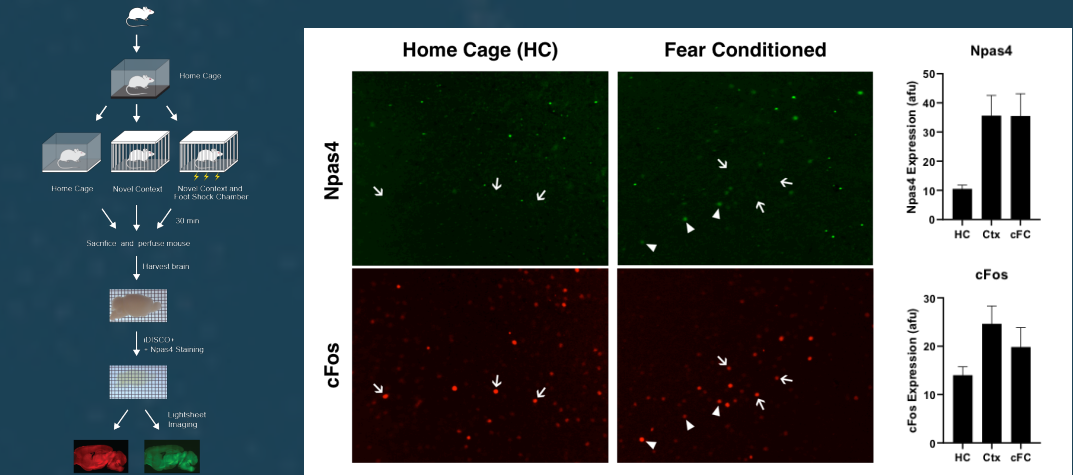 Home Cage
Home Cage
Novel Context
Novel Context and
Foot Shock Chamber
30 min
Sacrifice and perfuse mouse
Harvest brain
iDISCO+
+ Npas4 Staining
Lightsheet
Imaging
Home Cage (HC)
Fear Conditioned
Npas4
cFos
Npas4
Npas4 Expression (afu)
50
40
30
20
10
0
HC
Ctx
cFC
cFos
cFos Expression (afu)
30
20
10
0
HC
Ctx
cFC